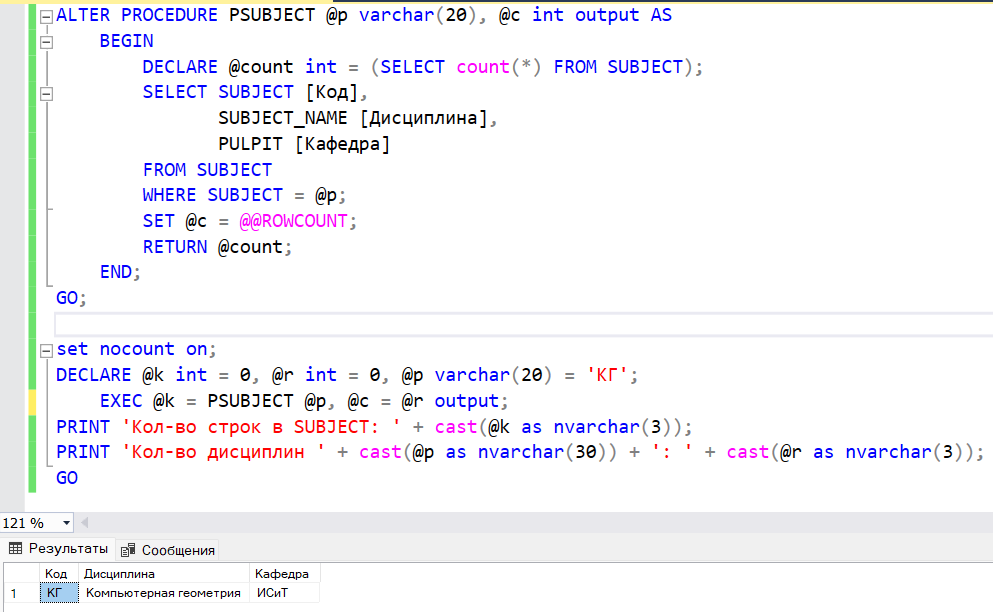 ALTER PROCEDURE PSUBJECT @p varchar(20), @c int output AS
BEGIN
DECLARE @count int = (SELECT count(*) FROM SUBJECT);
SELECT SUBJECT [Код],
SUBJECT_NAME [Дисциплина],
PULPIT [Кафедра]
FROM SUBJECT
WHERE SUBJECT = @p;
SET @c = @@ROWCOUNT;
RETURN @count;
END;
GO;
set nocount on;
DECLARE @k int = 0, @r int = 0, @p varchar(20) = 'КГ';
EXEC @k = PSUBJECT @p, @c = @r output;
PRINT 'Кол-во строк в SUBJECT: ' + cast(@k as nvarchar(3));
PRINT 'Кол-во дисциплин ' + cast(@p as nvarchar(30)) + ': ' + cast(@r as nvarchar(3));
GO
121 %
Результаты Сообщения
Код Дисциплина Кафедра
1 КГ Компьютерная геометрия ИСиТ